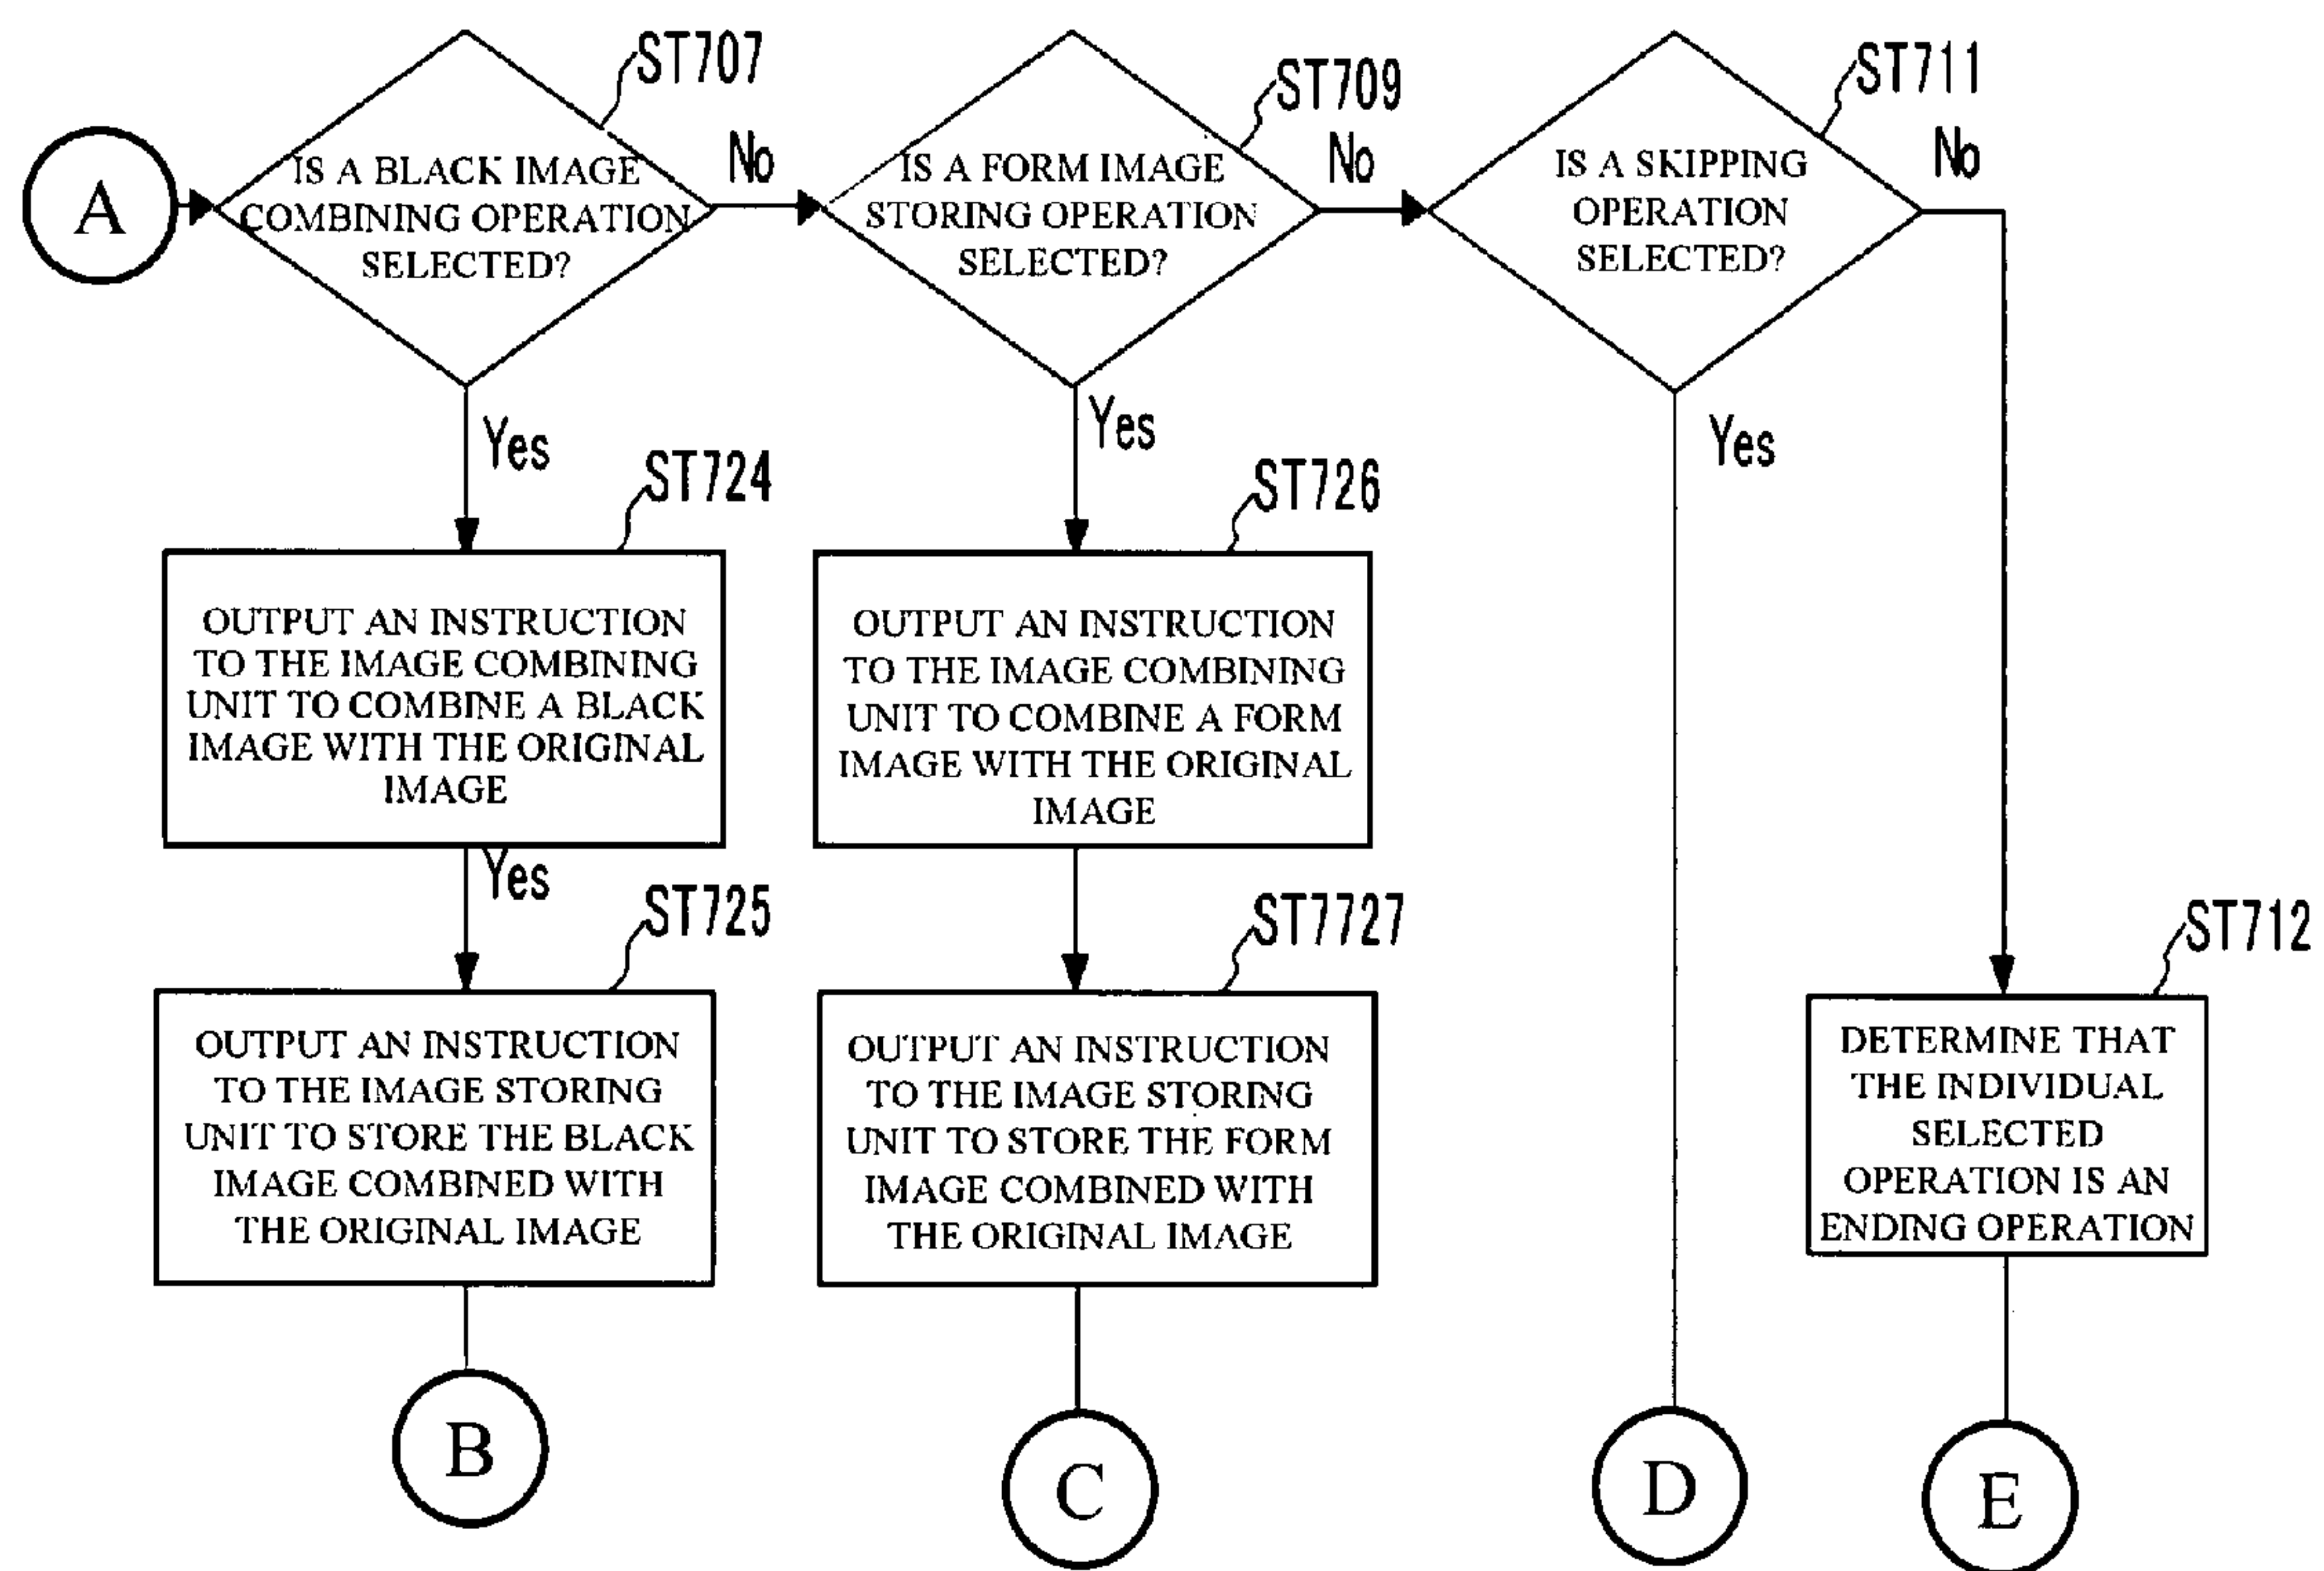 A
ST707
IS A BLACK IMAGE
COMBINING OPERATION
SELECTED?
No
ST709
IS A FORM IMAGE
STORING OPERATION
SELECTED?
No
ST711
IS A SKIPPING
OPERATION
SELECTED?
No
Yes
Yes
Yes
ST724
OUTPUT AN INSTRUCTION
TO THE IMAGE COMBINING
UNIT TO COMBINE A BLACK
IMAGE WITH THE ORIGINAL
IMAGE
ST726
OUTPUT AN INSTRUCTION
TO THE IMAGE COMBINING
UNIT TO COMBINE A FORM
IMAGE WITH THE ORIGINAL
IMAGE
Yes
ST725
OUTPUT AN INSTRUCTION
TO THE IMAGE STORING
UNIT TO STORE THE BLACK
IMAGE COMBINED WITH
THE ORIGINAL IMAGE
ST7727
OUTPUT AN INSTRUCTION
TO THE IMAGE STORING
UNIT TO STORE THE FORM
IMAGE COMBINED WITH
THE ORIGINAL IMAGE
ST712
DETERMINE THAT
THE INDIVIDUAL
SELECTED
OPERATION IS AN
ENDING OPERATION
B
C
D
E